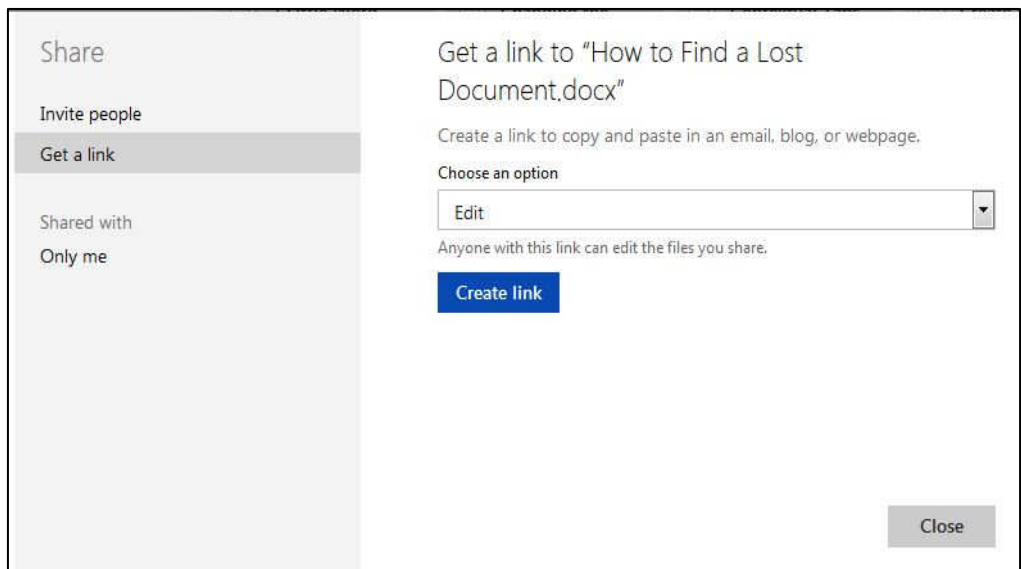 Share
Invite people
Get a link
Shared with
Only me
Get a link to “How to Find a Lost
Document.docx”
Create a link to copy and paste in an email, blog, or webpage.
Choose an option
Edit
Anyone with this link can edit the files you share.
Create link
Close